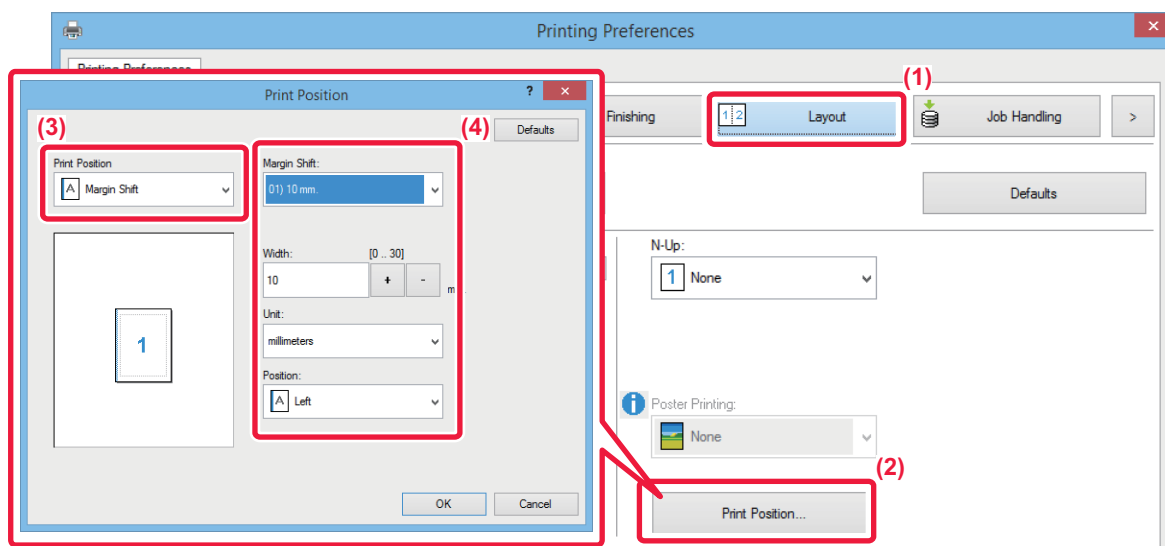 Printing Preferences
Printing Preferences
(1)
Print Position
?
(3)
(4)
Defaults
Finishing
1 2
Layout
Job Handling
>
Print Position
A Margin Shift
Margin Shift:
01) 10 mm.
Defaults
Width: [0 .. 30]
10
+
-
m
N-Up:
1 None
Unit:
millimeters
1
Position:
A Left
i
Poster Printing:
None
(2)
OK
Cancel
Print Position...